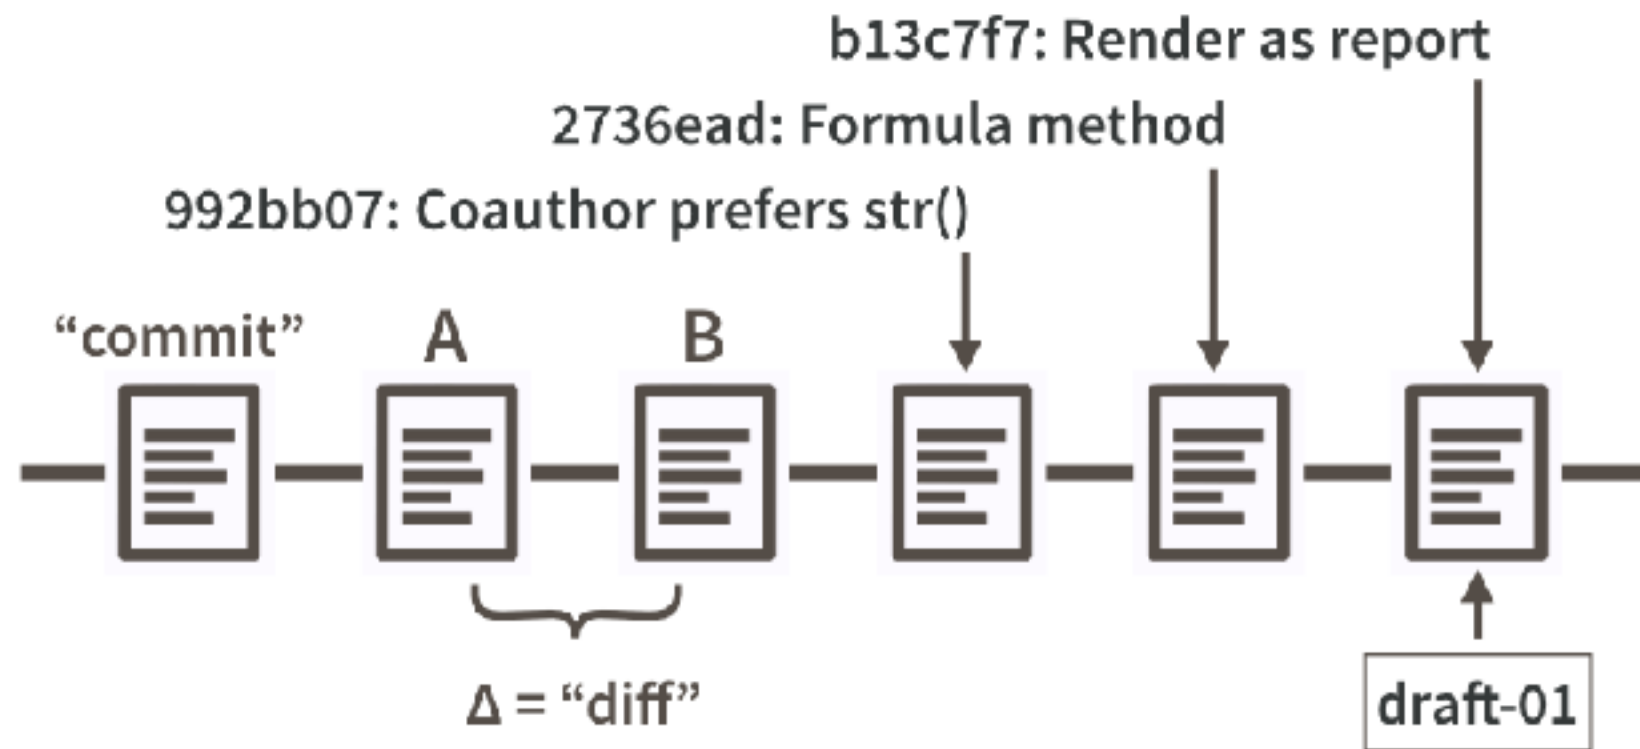 b13c7f7: Render as report
2736ead: Formula method
992bb07: Coauthor prefers str()
“commit”
A
B
Δ = “diff”
draft-01